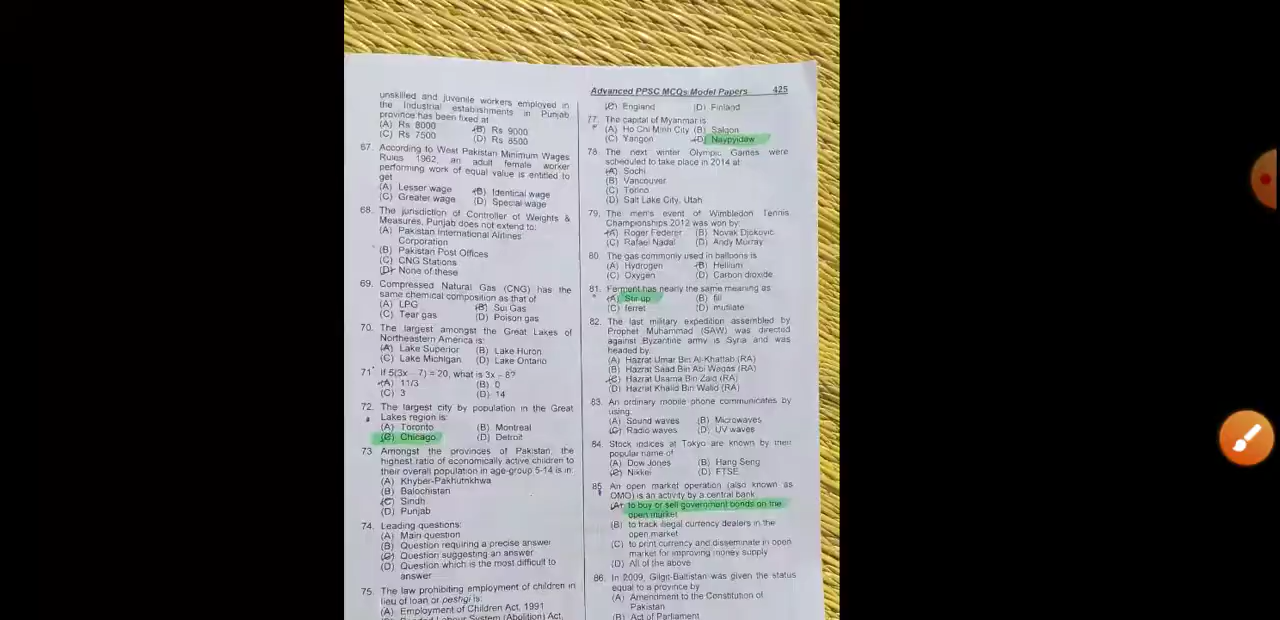 unskilled and juvenile workers employed in
the Industrial establishments in Punjab
province has been fixed at
(A) Rs 8000 (B) Rs 9000
(C) Rs 7500 (D) Rs 8500
67. According to West Pakistan Minimum Wages
Rules 1962, an adult female worker
performing work of equal value is entitled to
get
(A) Lesser wage (B) Identical wage
(C) Greater wage (D) Special wage
68. The jurisdiction of Controller of Weights &
Measures, Punjab does not extend to:
(A) Pakistan International Airlines
Corporation
(B) Pakistan Post Offices
(C) CNG Stations
(D) None of these
69. Compressed Natural Gas (CNG) has the
same chemical composition as that of
(A) LPG (B) Sui Gas
(C) Tear gas (D) Poison gas
70. The largest amongst the Great Lakes of
Northeastern America is:
(A) Lake Superior (B) Lake Huron
(C) Lake Michigan (D) Lake Ontario
71 If 5(3x – 7) = 20, what is 3x – 8?
(A) 11/3 (B) 0
(C) 3 (D) 14
72. The largest city by population in the Great
Lakes region is:
(A) Toronto (B) Montreal
(C) Chicago (D) Detroit
73 Amongst the provinces of Pakistan, the
highest ratio of economically active children to
their overall population in age-group 5-14 is in:
(A) Khyber-Pakhutnkhwa
(B) Balochistan
(C) Sindh
(D) Punjab
74. Leading questions:
(A) Main question
(B) Question requiring a precise answer
(C) Question suggesting an answer
(D) Question which is the most difficult to
answer
75. The law prohibiting employment of children in
lieu of loan or peshgi is:
(A) Employment of Children Act, 1991
Labour System (Abolition) Act,
Advanced PPSC MCQs Model Papers 425
(C) England (D) Finland
77. The capital of Myanmar is
(A) Ho Chi Minh City (B) Saigon
(C) Yangon (D) Naypyidaw
78. The next winter Olympic Games were
scheduled to take place in 2014 at
(A) Sochi
(B) Vancouver
(C) Torino
(D) Salt Lake City, Utah
79. The men's event of Wimbledon Tennis
Championships 2012 was won by:
(A) Roger Federer (B) Novak Djokovic
(C) Rafael Nadal (D) Andy Murray
80. The gas commonly used in balloons is
(A) Hydrogen (B) Helium
(C) Oxygen (D) Carbon dioxide
81. Ferment has nearly the same meaning as
(A) Stir up (B) fill
(C) ferret (D) mutilate
82. The last military expedition assembled by
Prophet Muhammad (SAW) was directed
against Byzantine army is Syria and was
headed by
(A) Hazrat Umar Bin Al-Khattab (RA)
(B) Hazrat Saad Bin Abi Waqas (RA)
(C) Hazrat Usama Bin Zaid (RA)
(D) Hazrat Khalid Bin Walid (RA)
83. An ordinary mobile phone communicates by
using:
(A) Sound waves (B) Microwaves
(C) Radio waves (D) UV waves
84. Stock indices at Tokyo are known by their
popular name of
(A) Dow Jones (B) Hang Seng
(C) Nikkei (D) FTSE
85 An open market operation (also known as
OMO) is an activity by a central bank
(A) to buy or sell government bonds on the
open market
(B) to track illegal currency dealers in the
open market
(C) to print currency and disseminate in open
market for improving money supply
(D) All of the above
86. In 2009, Gilgit-Baltistan was given the status
equal to a province by
(A) Amendment to the Constitution of
Pakistan
(B) Act of Parliament